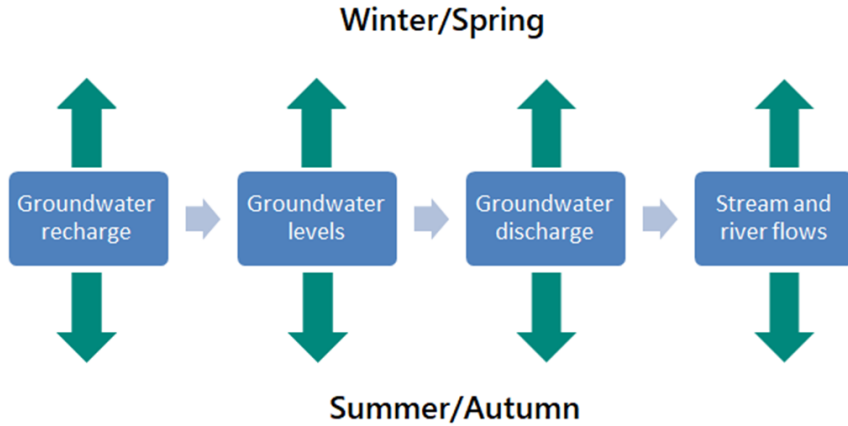 Winter/Spring
Groundwater
recharge
Groundwater
levels
Groundwater
discharge
Stream and
river flows
Summer/Autumn